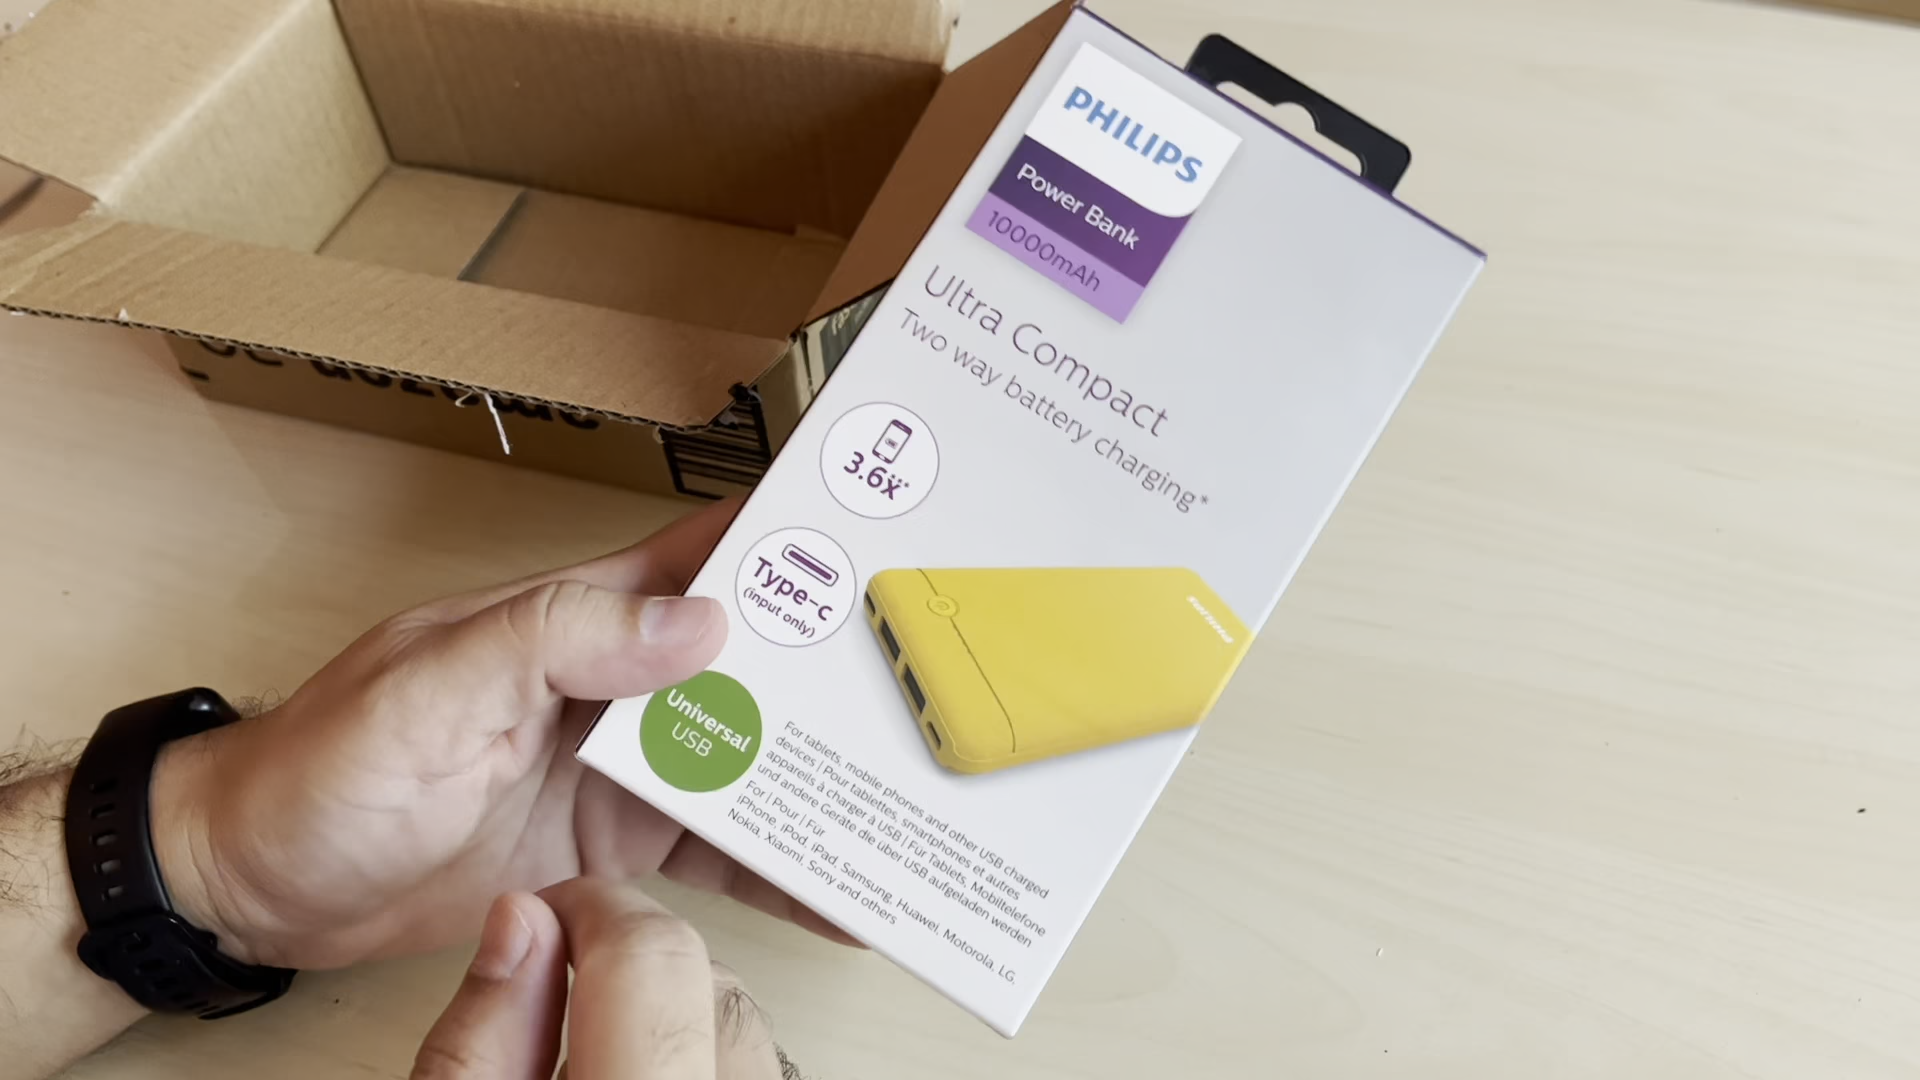 PHILIPS
Power Bank
10000mAh
Ultra Compact
Two way battery charging*
3.6x
Type-c
(input only)
PHILIPS
Universal
USB
For tablets, mobile phones and other USB charged
devices | Pour tablettes, smartphones et autres
appareils à charger à USB | Für Tablets, Mobiltelefone
und andere Geräte die über USB aufgeladen werden
For | Pour | Für
iPhone, iPod, iPad, Samsung, Huawei, Motorola, LG,
Nokia, Xiaomi, Sony and others